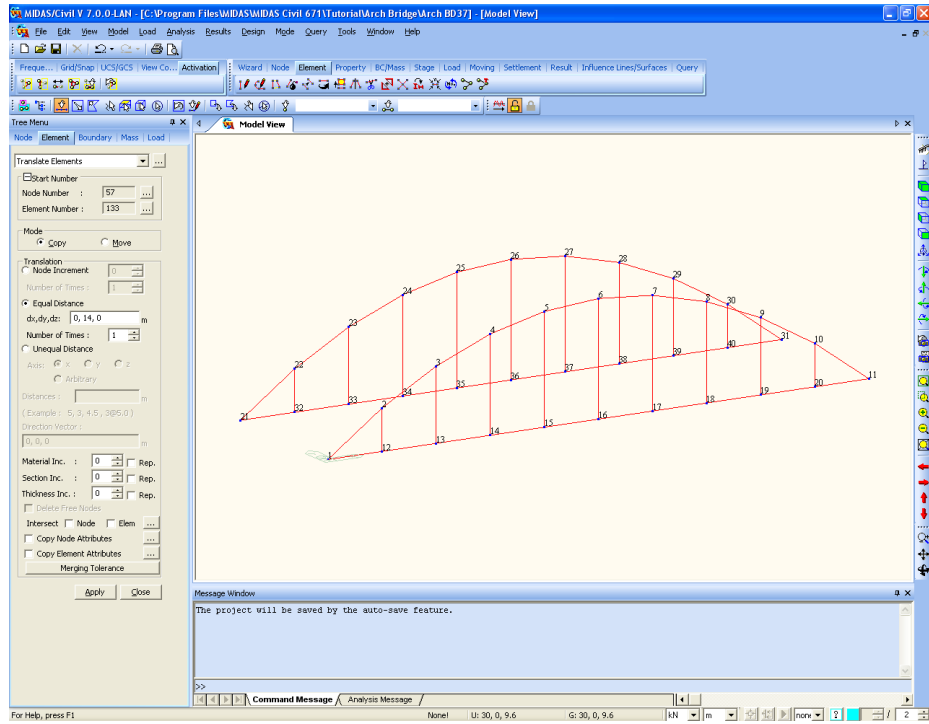 MIDAS/Civil V 7.0.0-LAN - [C:\Program Files\MIDAS\MIDAS Civil 671\Tutorial\Arch Bridge\Arch BD37] - [Model View]
File Edit View Model Load Analysis Results Design Mode Query Tools Window Help
Freque... Grid/Snap UCS/GCS View Co... Activation Wizard Node Element Property BC/Mass Stage Load Moving Settlement Result Influence Lines/Surfaces Query
Tree Menu
Model View
Node Element Boundary Mass Load
Translate Elements
Start Number
Node Number : 57
Element Number : 133
Mode
Copy Move
Translation
Node Increment 0
Number of Times : 1
Equal Distance
dx,dy,dz: 0, 14, 0 m
Number of Times : 1
Unequal Distance
Axis: x y z
Arbitrary
Distances : m
( Example : 5, 3, 4.5 , 3@5.0 )
Direction Vector :
0, 0, 0 m
Material Inc. : 0 Rep.
Section Inc. : 0 Rep.
Thickness Inc. : 0 Rep.
Delete Free Nodes
Intersect Node Elem ...
Copy Node Attributes ...
Copy Element Attributes ...
Merging Tolerance
Apply Close
26 27
25 28
24 29
23 6 7 8 30
5 9
22 4 31
3 10
21 32 33 34 35 36 37 38 39 40
2 11
1 12 13 14 15 16 17 18 19 20
Message Window
The project will be saved by the auto-save feature.
>>
Command Message Analysis Message
For Help, press F1 None! U: 30, 0, 9.6 G: 30, 0, 9.6 kN m non ? / 2